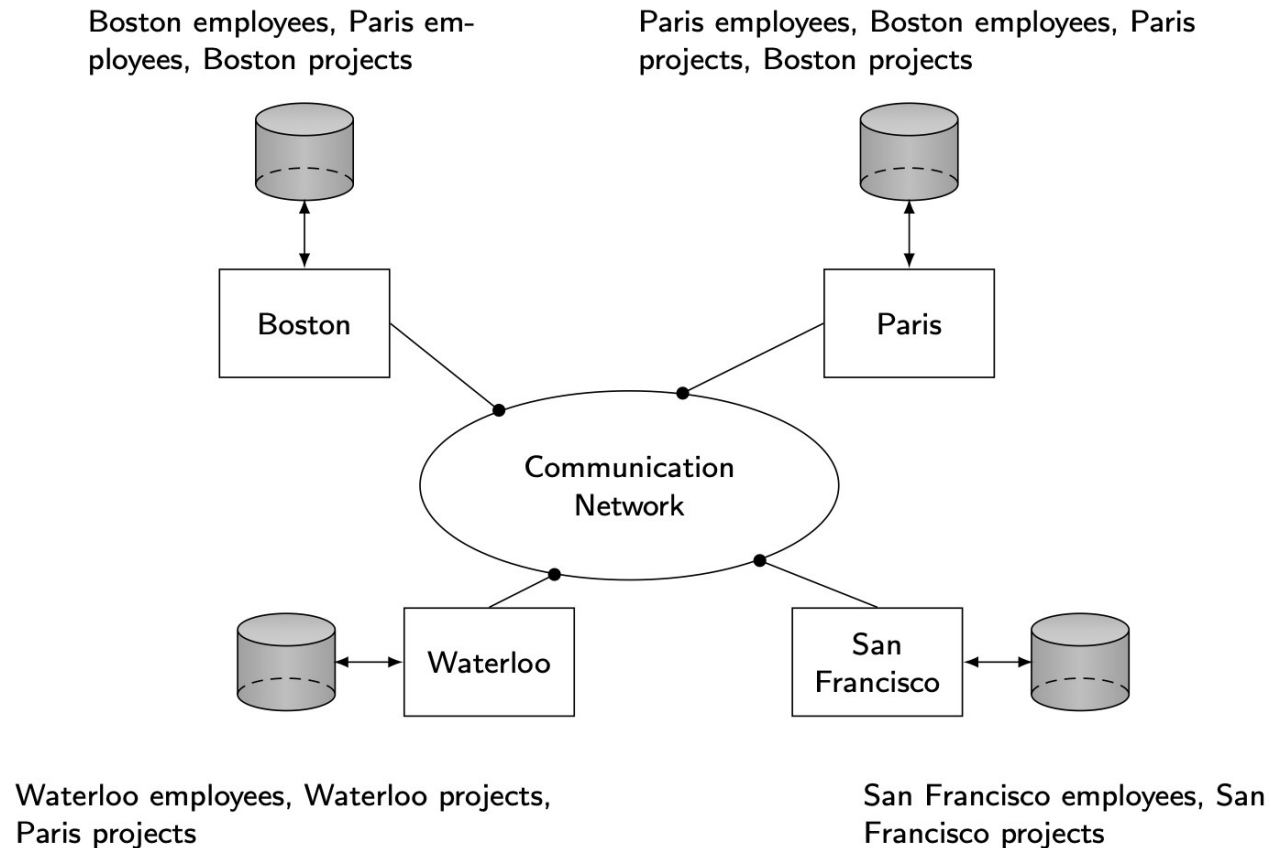 Boston employees, Paris em-
ployees, Boston projects
Paris employees, Boston employees, Paris
projects, Boston projects
Boston
Paris
Communication
Network
Waterloo
San
Francisco
Waterloo employees, Waterloo projects,
Paris projects
San Francisco employees, San
Francisco projects